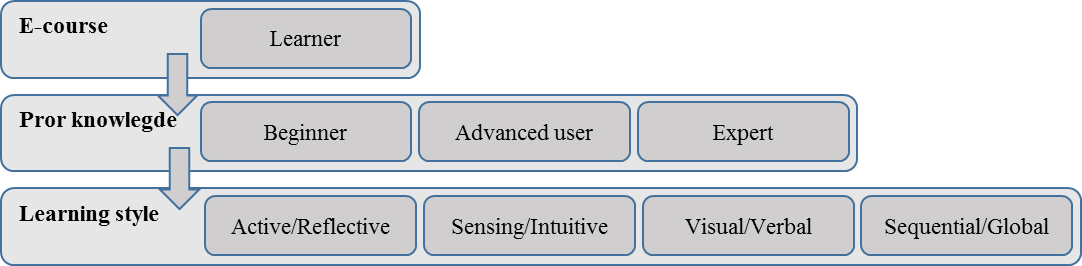 E-course
Learner
Pror knowlegde
Beginner
Advanced user
Expert
Learning style
Active/Reflective
Sensing/Intuitive
Visual/Verbal
Sequential/Global